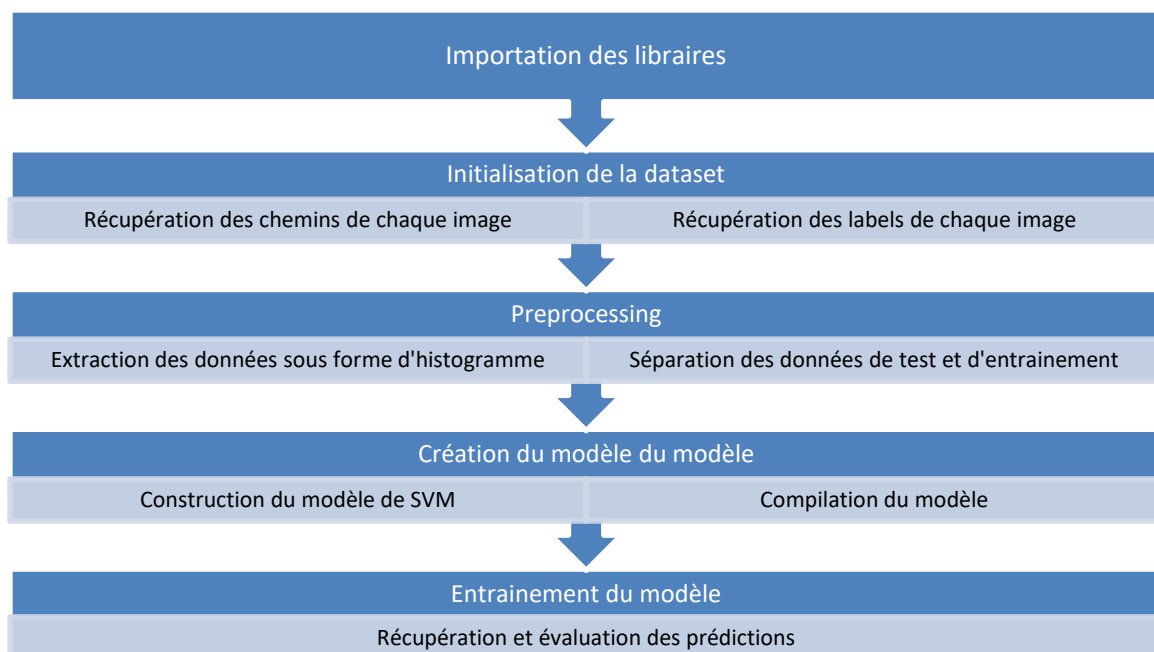 Importation des libraires
Initialisation de la dataset
Récupération des chemins de chaque image
Récupération des labels de chaque image
Preprocessing
Extraction des données sous forme d'histogramme
Séparation des données de test et d'entrainement
Création du modèle du modèle
Construction du modèle de SVM
Compilation du modèle
Entrainement du modèle
Récupération et évaluation des prédictions